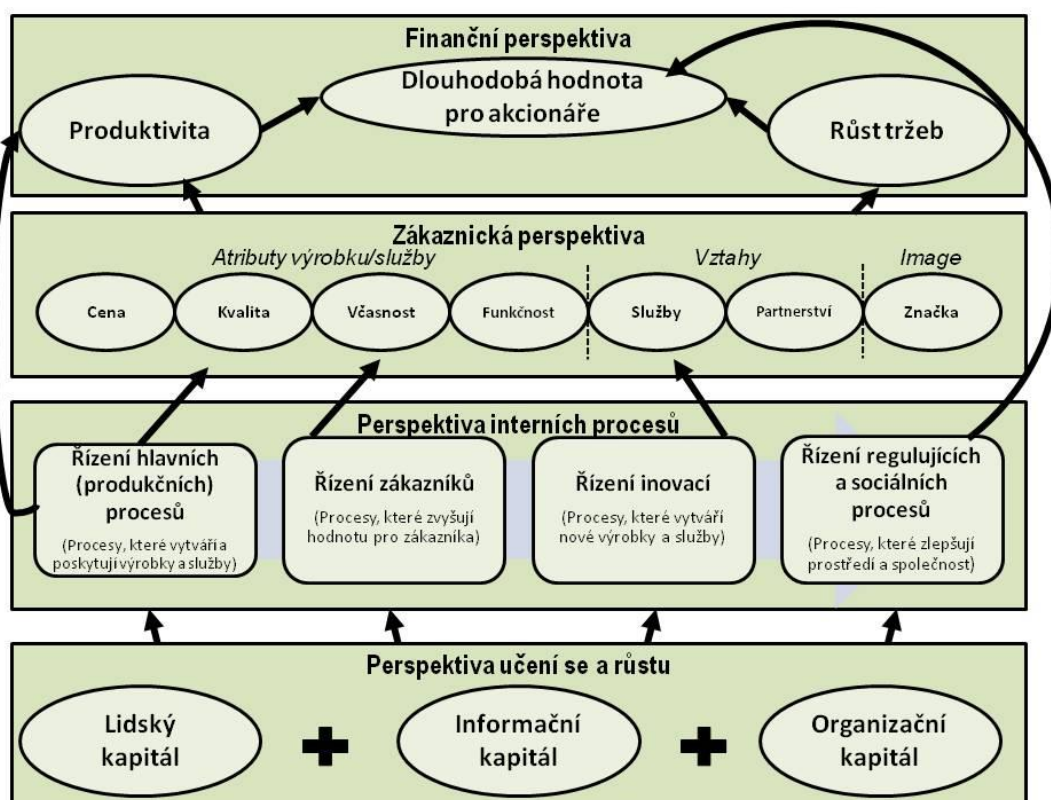 Finanční perspektiva
Produktivita
Dlouhodobá hodnota
pro akcionáře
Růst tržeb
Zákaznická perspektiva
Atributy výrobku/služby
Vztahy
Image
Cena
Kvalita
Včasnost
Funkčnost
Služby
Partnerství
Značka
Perspektiva interních procesů
Řízení hlavních
(produkčních)
procesů
(Procesy, které vytváří a
poskytují výrobky a služby)
Řízení zákazníků
(Procesy, které zvyšují
hodnotu pro zákazníka)
Řízení inovací
(Procesy, které vytváří
nové výrobky a služby)
Řízení regulujících
a sociálních
procesů
(Procesy, které zlepšují
prostředí a společnost)
Perspektiva učení se a růstu
Lidský
kapitál
Informační
kapitál
Organizační
kapitál